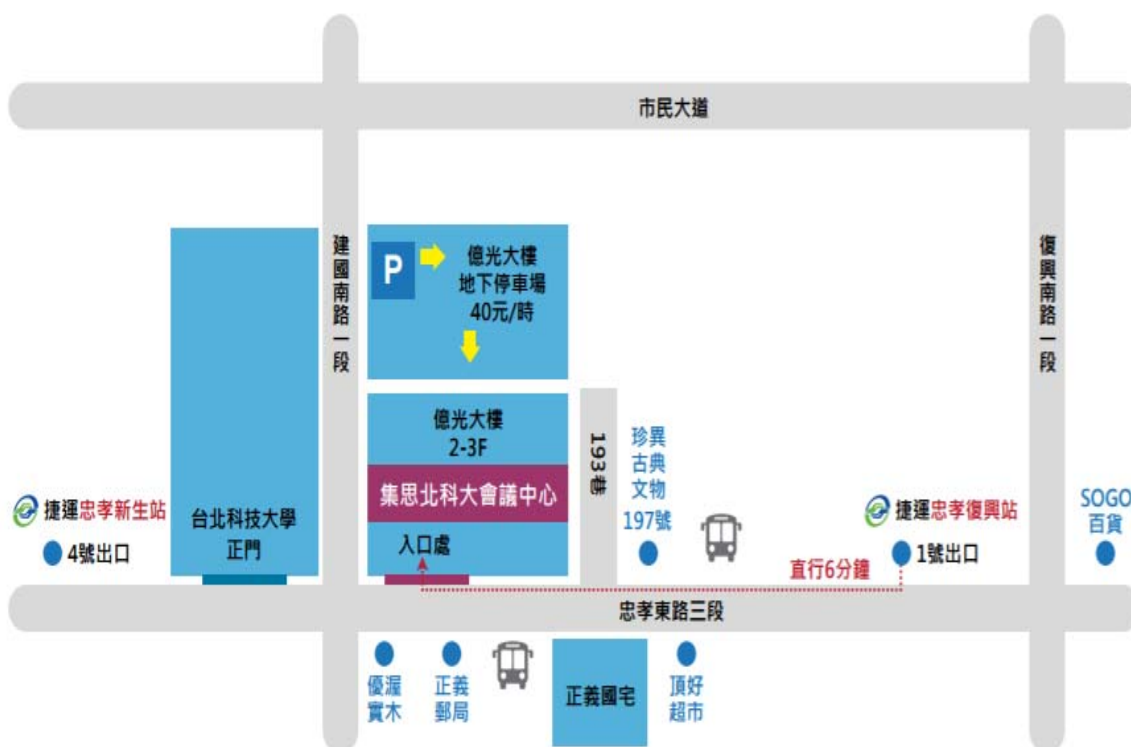 市民大道
建國南路一段
復興南路一段
P
億光大樓
地下停車場
40元/時
億光大樓
2-3F
集思北科大會議中心
入口處
193巷
珍異
古典
文物
197號
捷運忠孝新生站
4號出口
台北科技大學
正門
捷運忠孝復興站
1號出口
SOGO
百貨
直行6分鐘
忠孝東路三段
優渥
實木
正義
郵局
正義國宅
頂好
超市